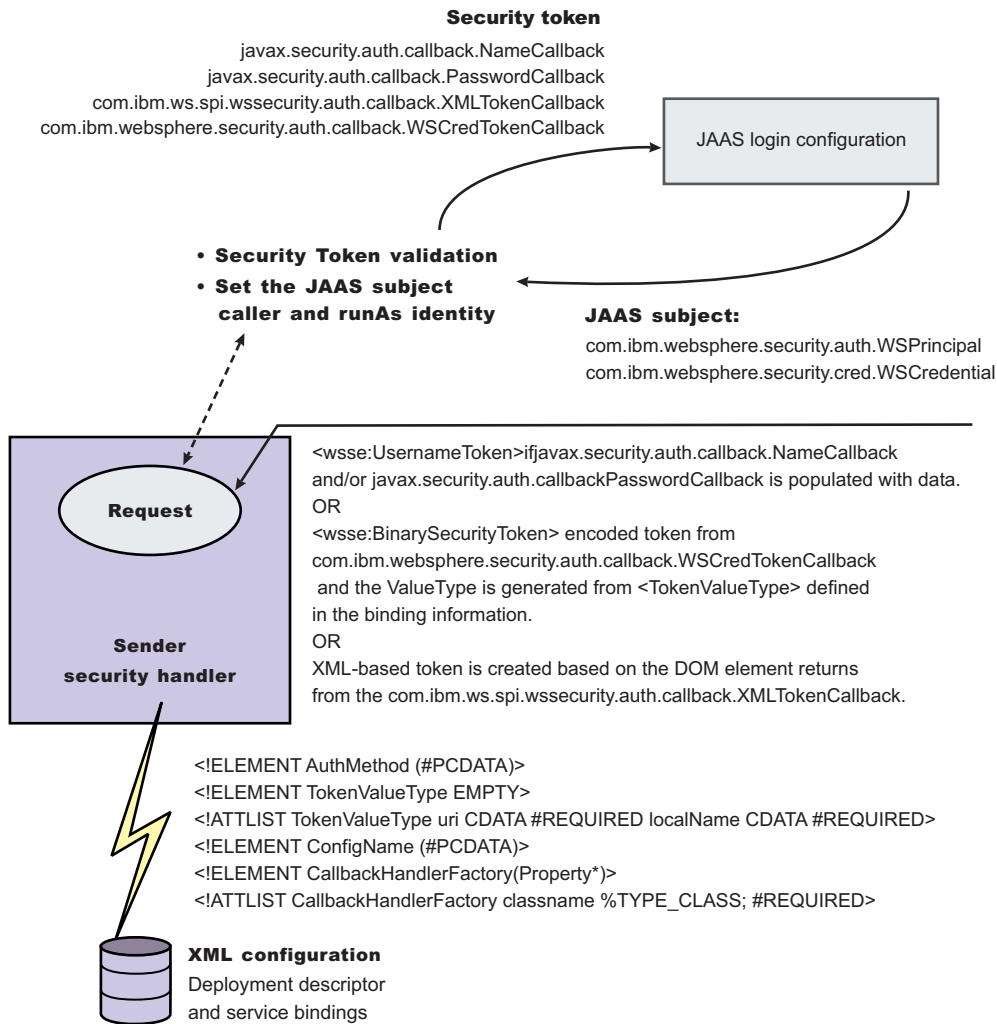 Security token
javax.security.auth.callback.NameCallback
javax.security.auth.callback.PasswordCallback
com.ibm.ws.spi.wssecurity.auth.callback.XMLTokenCallback
com.ibm.websphere.security.auth.callback.WSCredTokenCallback
JAAS login configuration
• Security Token validation
• Set the JAAS subject
caller and runAs identity
JAAS subject:
com.ibm.websphere.security.auth.WSPrincipal
com.ibm.websphere.security.cred.WSCredential
<wsse:UsernameToken>ifjavax.security.auth.callback.NameCallback
and/or javax.security.auth.callbackPasswordCallback is populated with data.
OR
<wsse:BinarySecurityToken> encoded token from
com.ibm.websphere.security.auth.callback.WSCredTokenCallback
and the ValueType is generated from <TokenValueType> defined
in the binding information.
OR
XML-based token is created based on the DOM element returns
from the com.ibm.ws.spi.wssecurity.auth.callback.XMLTokenCallback.
Request
Sender
security handler
<!ELEMENT AuthMethod (#PCDATA)>
<!ELEMENT TokenValueType EMPTY>
<!ATTLIST TokenValueType uri CDATA #REQUIRED localName CDATA #REQUIRED>
<!ELEMENT ConfigName (#PCDATA)>
<!ELEMENT CallbackHandlerFactory(Property*)>
<!ATTLIST CallbackHandlerFactory classname %TYPE_CLASS; #REQUIRED>
XML configuration
Deployment descriptor
and service bindings